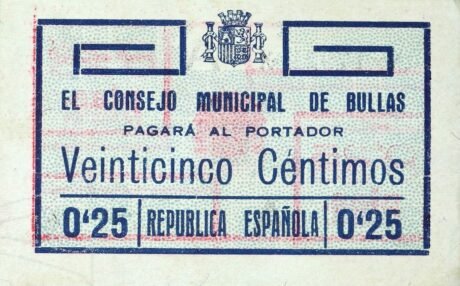 EL CONSEJO MUNICIPAL DE BULLAS
PAGARÁ AL PORTADOR
Veinticinco Céntimos
0'25 REPUBLICA ESPAÑOLA 0'25